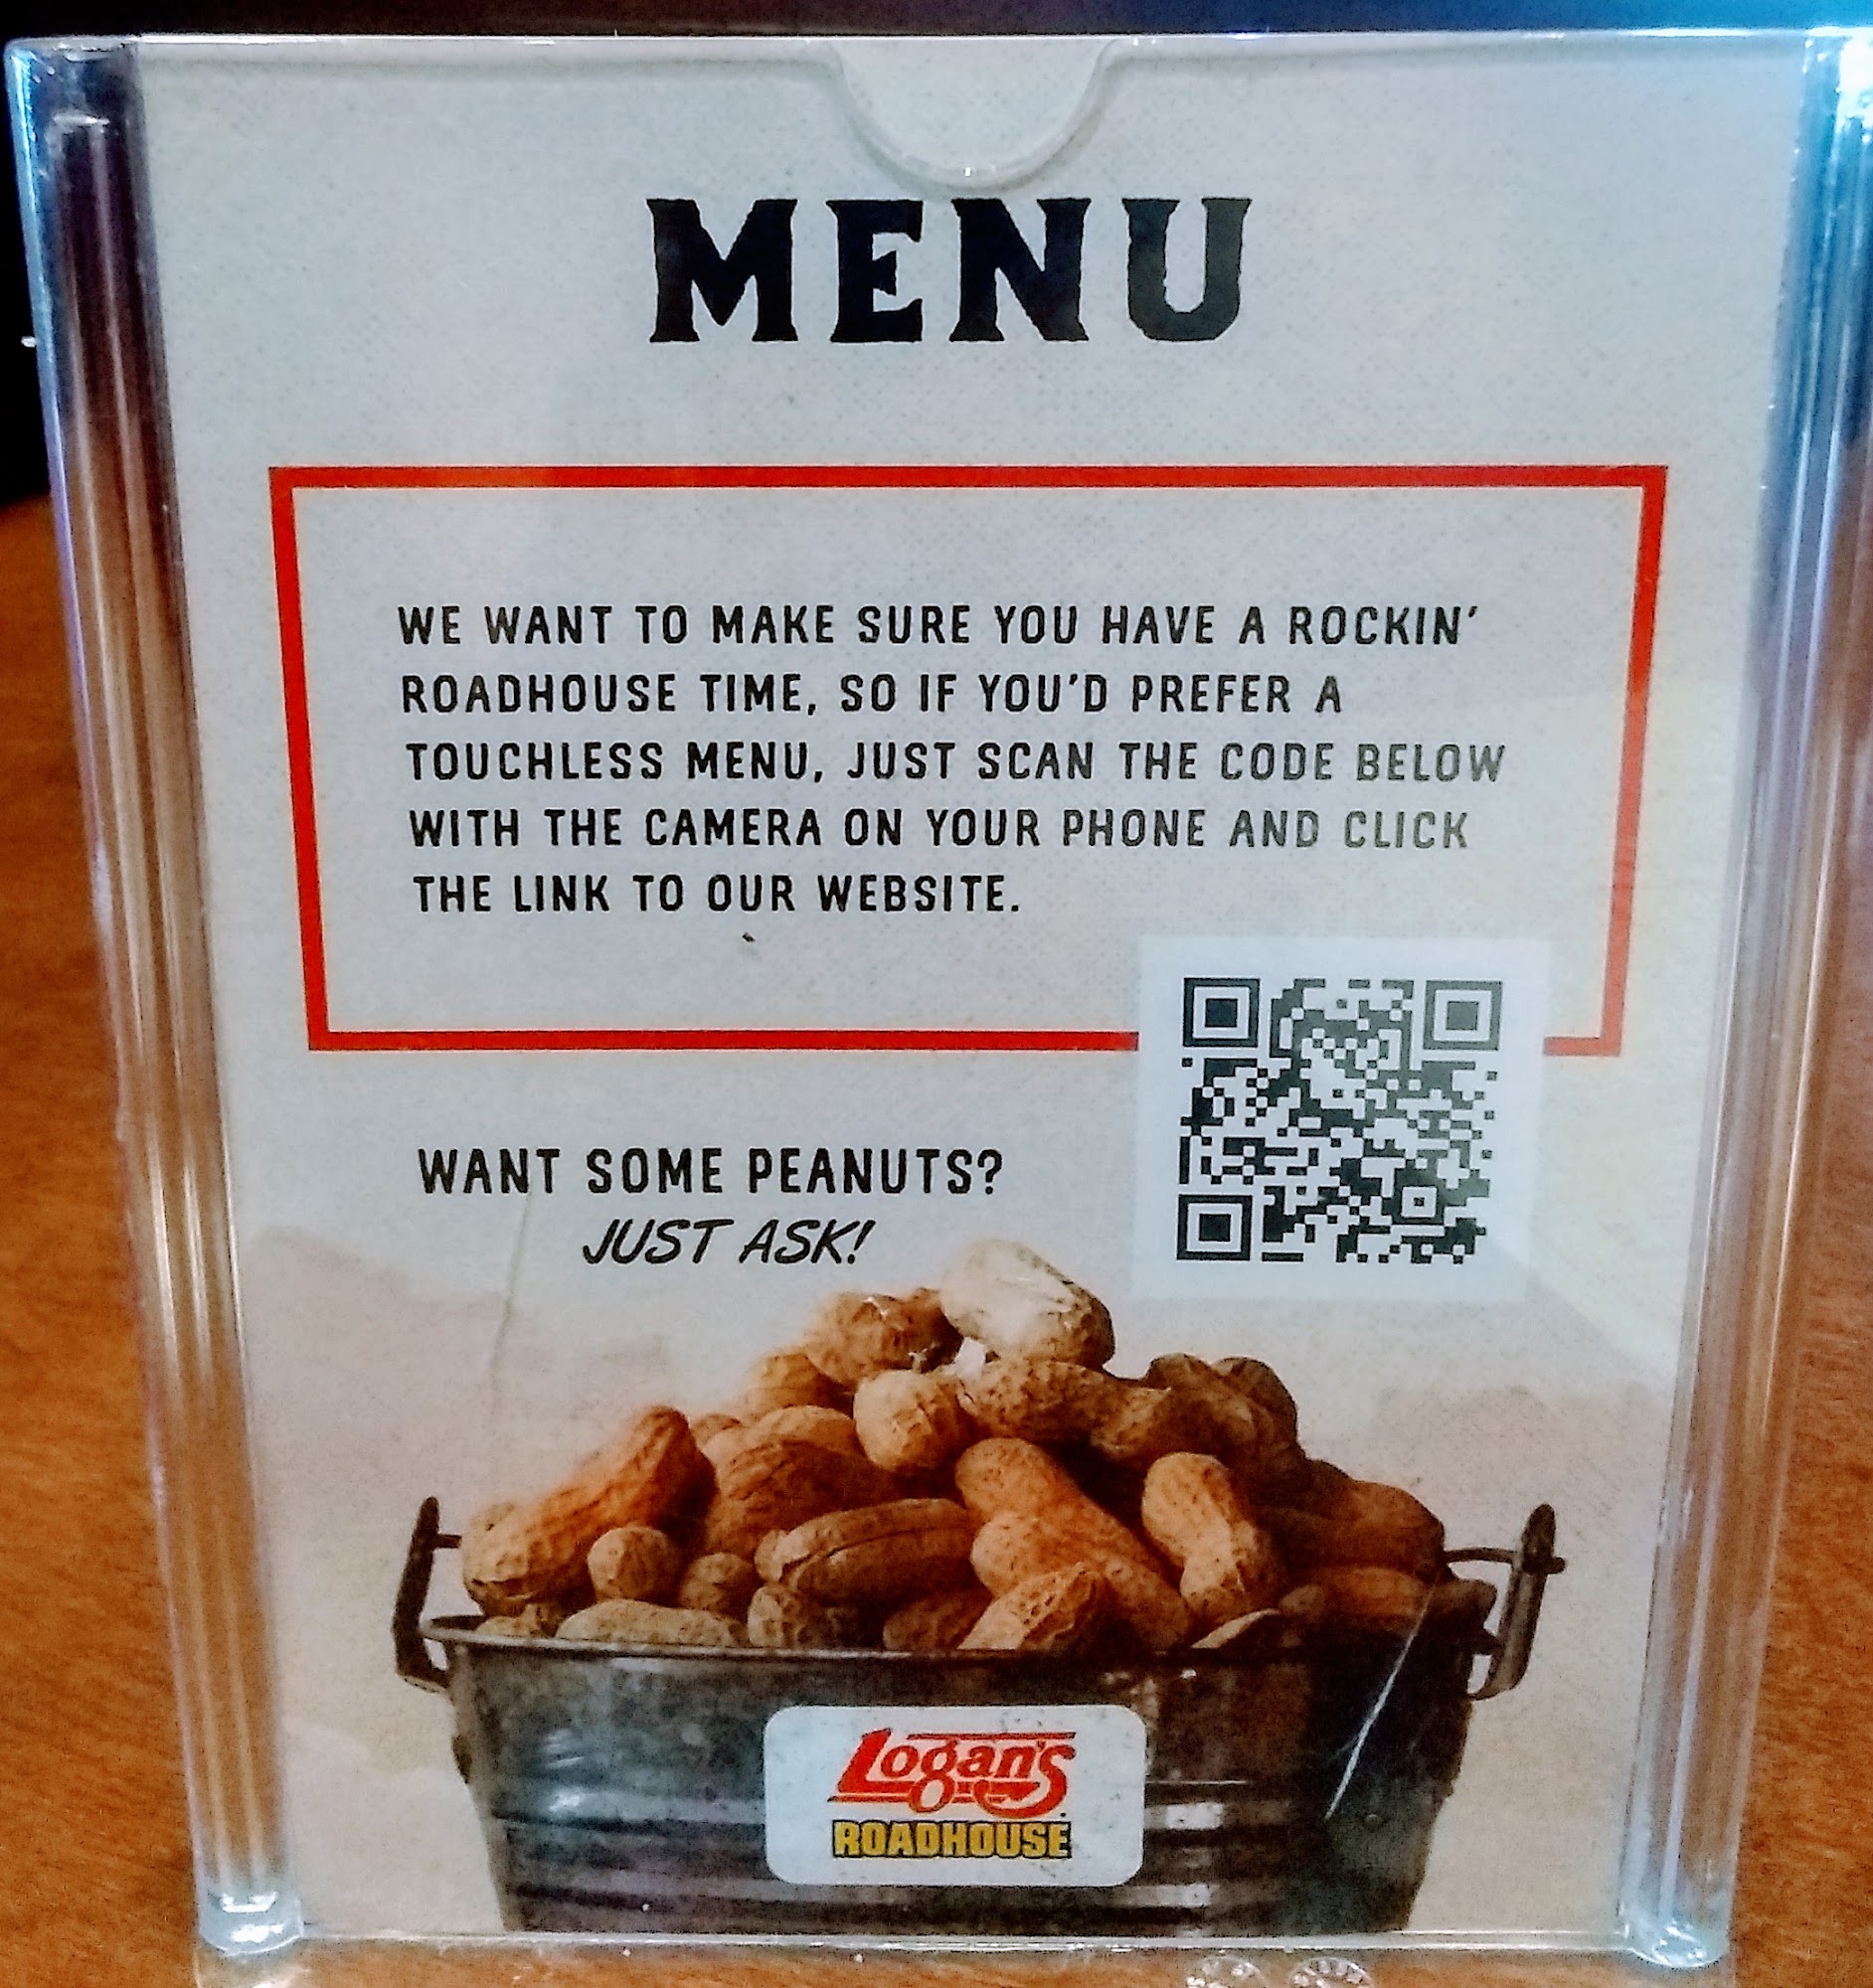 MENU
WE WANT TO MAKE SURE YOU HAVE A ROCKIN'
ROADHOUSE TIME, SO IF YOU'D PREFER A
TOUCHLESS MENU, JUST SCAN THE CODE BELOW
WITH THE CAMERA ON YOUR PHONE AND CLICK
THE LINK TO OUR WEBSITE.
WANT SOME PEANUTS?
JUST ASK!
Logan's
ROADHOUSE